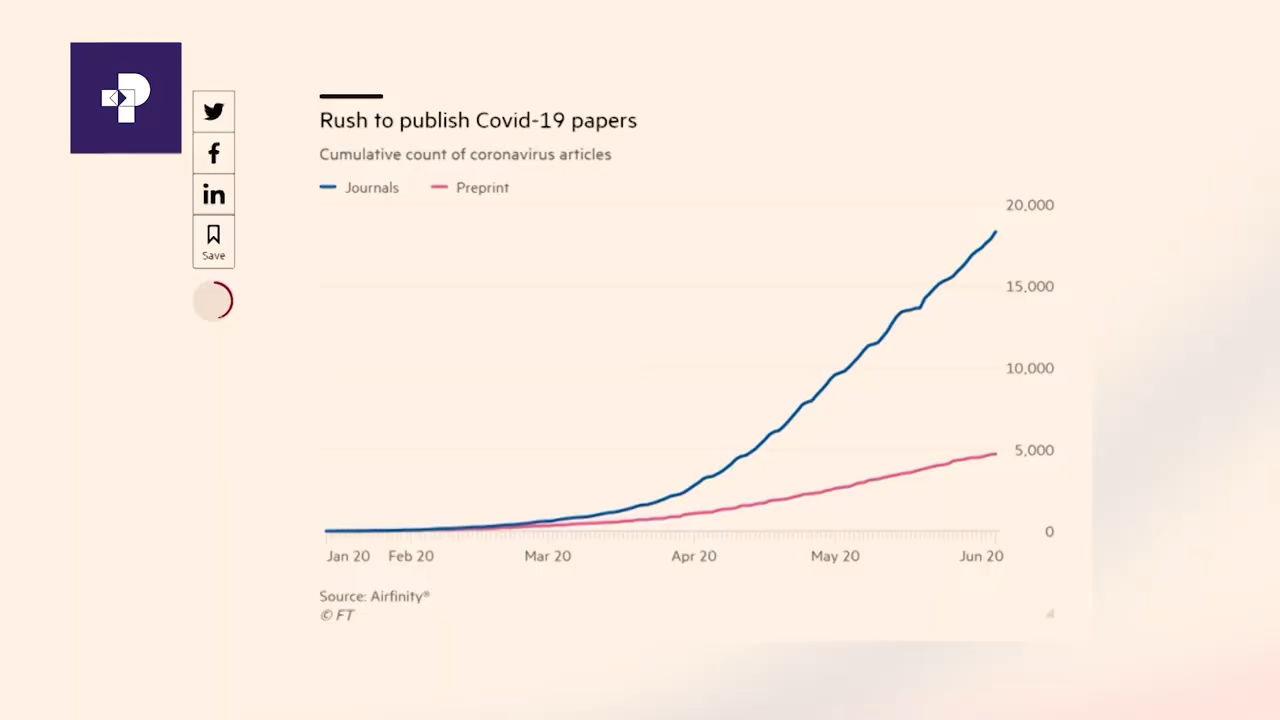 Rush to publish Covid-19 papers
Cumulative count of coronavirus articles
Journals Preprint
20,000
15,000
10,000
5,000
0
Jan 20 Feb 20 Mar 20 Apr 20 May 20 Jun 20
Source: Airfinity®
© FT
in
Save
P